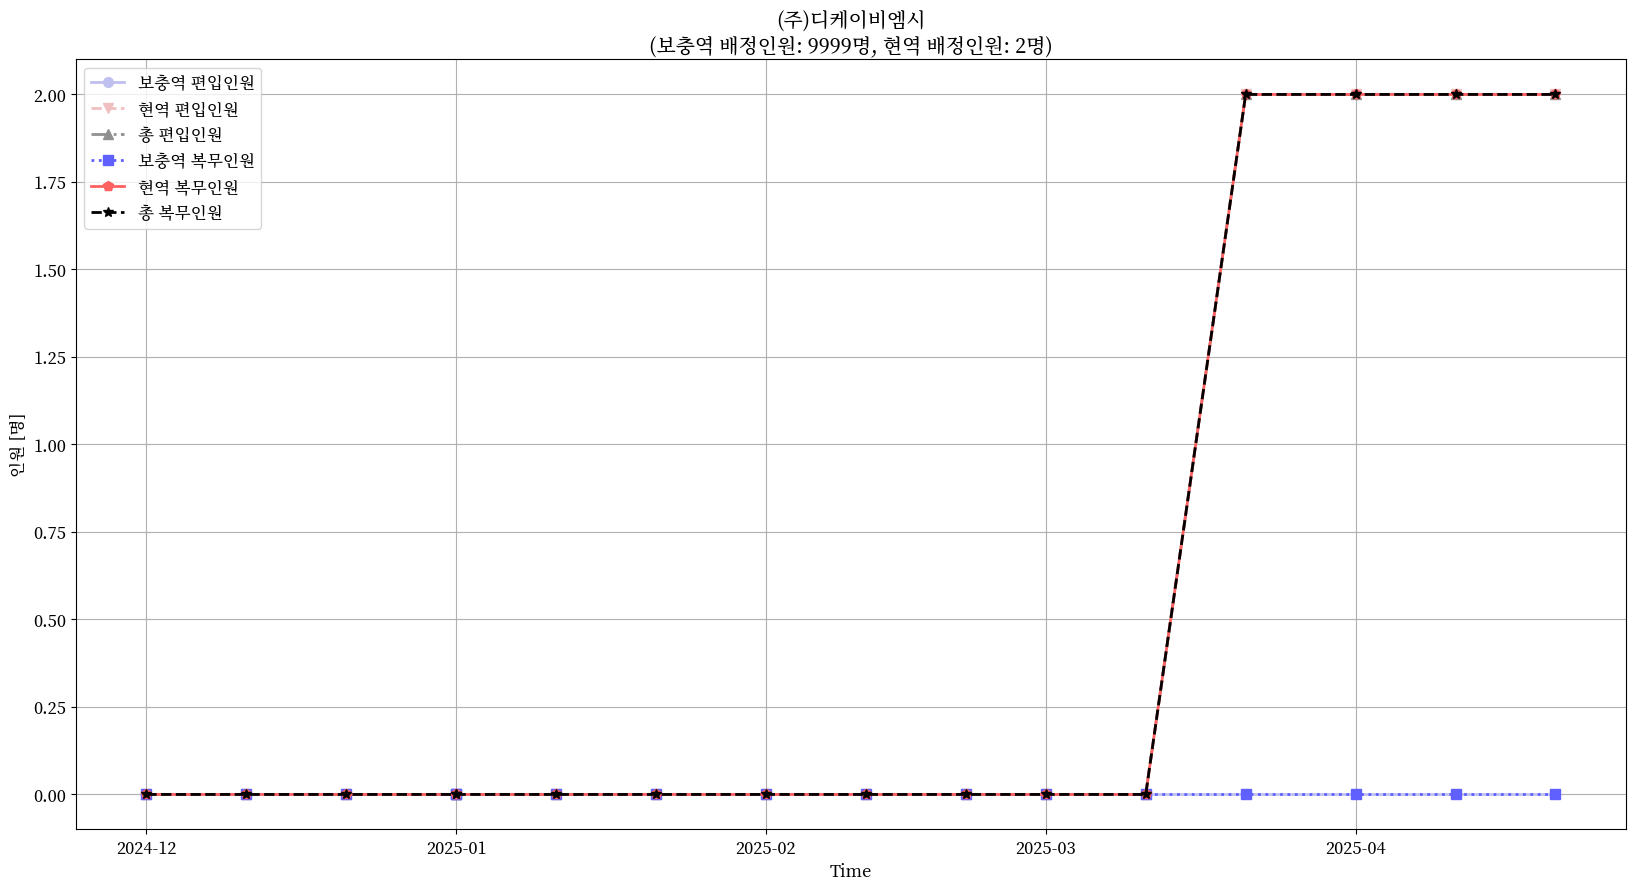 (주)디케이비엠시
(보충역 배정인원: 9999명, 현역 배정인원: 2명)
보충역 편입인원
현역 편입인원
총 편입인원
보충역 복무인원
현역 복무인원
총 복무인원
2.00
1.75
1.50
1.25
1.00
0.75
0.50
0.25
0.00
인원 [명]
2024-12
2025-01
2025-02
2025-03
2025-04
Time